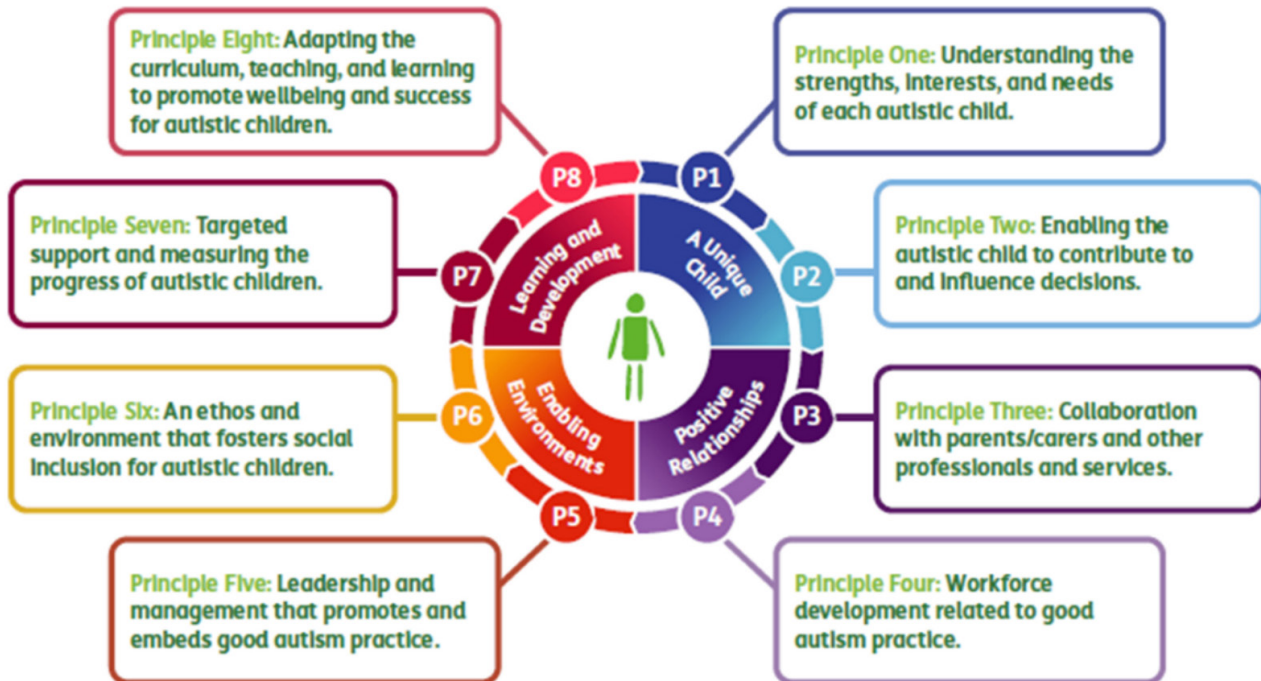 Principle Eight: Adapting the
curriculum, teaching, and learning
to promote wellbeing and success
for autistic children.
Principle One: Understanding the
strengths, interests, and needs
of each autistic child.
Principle Seven: Targeted
support and measuring the
progress of autistic children.
Principle Two: Enabling the
autistic child to contribute to
and influence decisions.
Principle Six: An ethos and
environment that fosters social
inclusion for autistic children.
Principle Three: Collaboration
with parents/carers and other
professionals and services.
Principle Five: Leadership and
management that promotes and
embeds good autism practice.
Principle Four: Workforce
development related to good
autism practice.
P8
P1
P7
P2
P6
P3
P5
P4
Learning and
Development
A Unique
Child
Enabling
Environments
Positive
Relationships